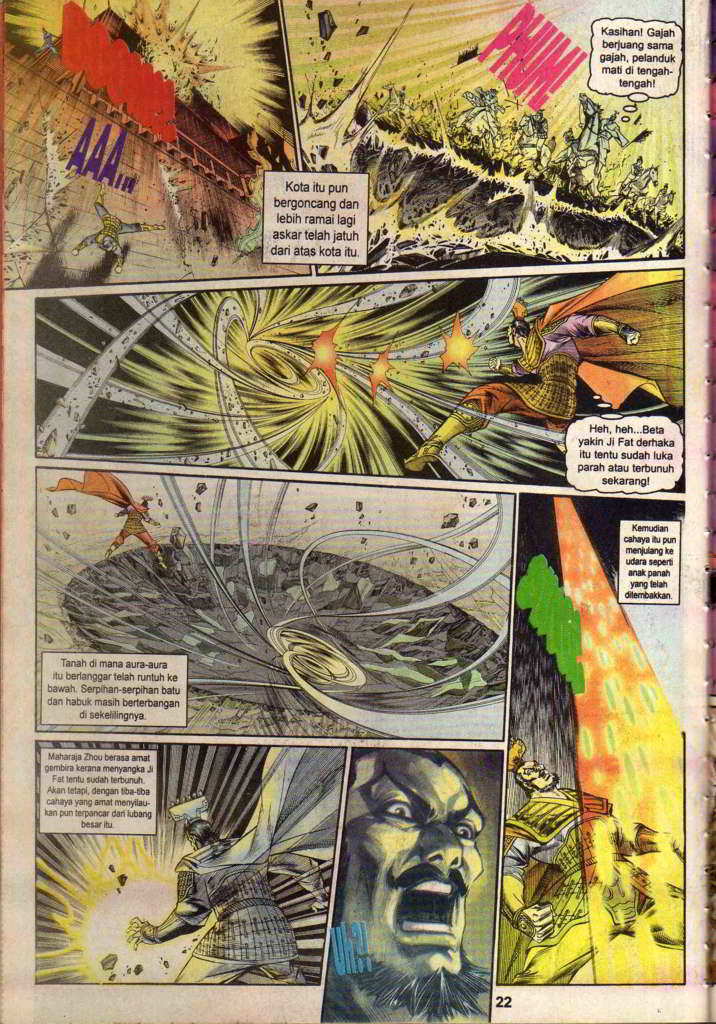 AAA...!!
Kota itu pun
bergoncang dan
lebih ramai lagi
askar telah jatuh
dari atas kota itu.
PHUM!
Kasihan! Gajah
berjuang sama
gajah, pelanduk
mati di tengah-
tengah!
Heh, heh...Beta
yakin Ji Fat derhaka
itu tentu sudah luka
parah atau terbunuh
sekarang!
Tanah di mana aura-aura
itu berlanggar telah runtuh ke
bawah. Serpihan-serpihan batu
dan habuk masih berterbangan
di sekelilingnya.
Maharaja Zhou berasa amat
gembira kerana menyangka Ji
Fat tentu sudah terbunuh.
Akan tetapi, dengan tiba-tiba
cahaya yang amat menyilau-
kan pun terpancar dari lubang
besar itu.
Uh?!
Kemudian
cahaya itu pun
menjulang ke
udara seperti
anak panah
yang telah
ditembakkan.
22